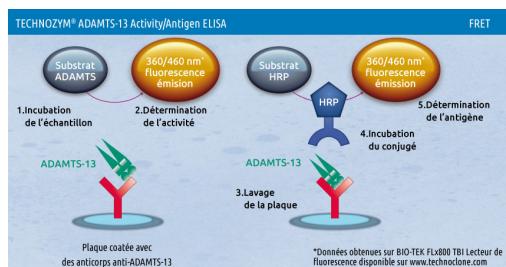 TECHNOZYM® ADAMTS-13 Activity/Antigen ELISA
FRET
Substrat
ADAMTS
360/460 nm*
fluorescence
émision
1.Incubation
de l'échantillon
2.Détermination
de l'activité
ADAMTS-13
Plaque coatée avec
des anticorps anti-ADAMTS-13
Substrat
HRP
360/460 nm*
fluorescence
émission
HRP
5.Détermination
de l'antigène
4.Incubation
du conjugé
ADAMTS-13
3.Lavage
de la plaque
*Données obtenues sur BIO-TEK FLx800 TBI Lecteur de
fluorescence disponible sur www.technoclone.com